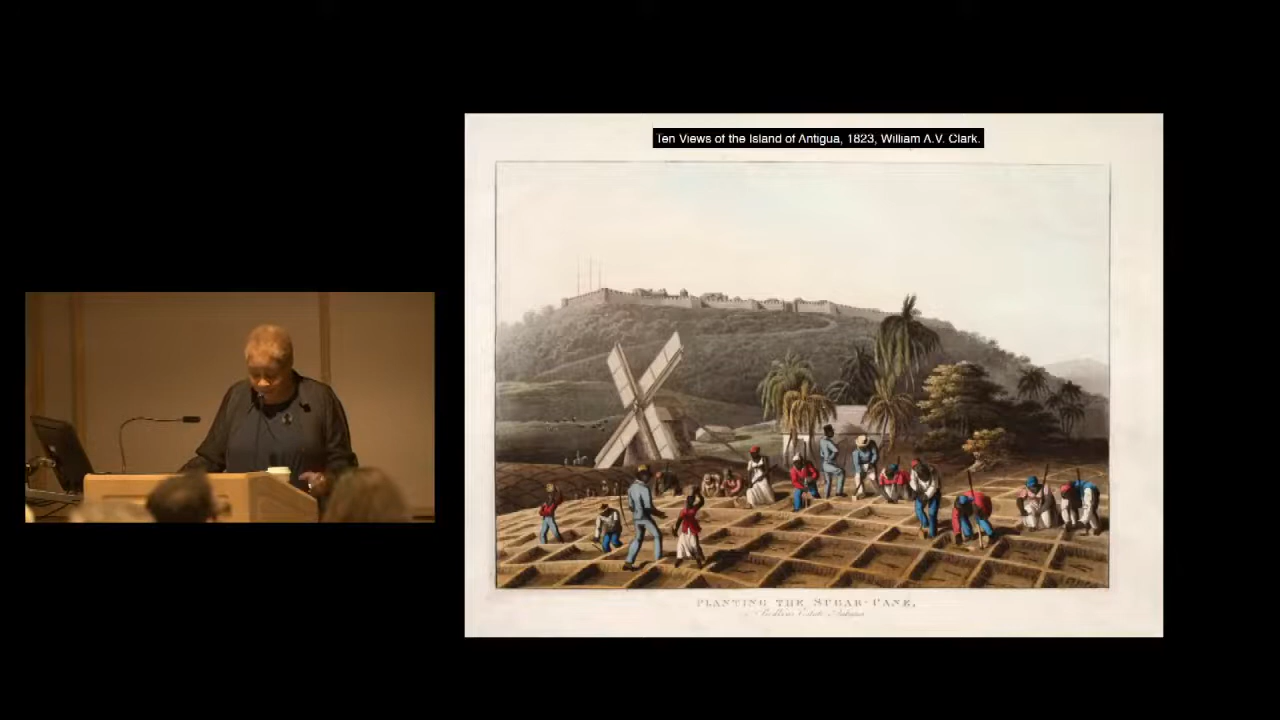 Ten Views of the Island of Antigua, 1823, William A.V. Clark.
PLANTING THE SUGAR-CANE,